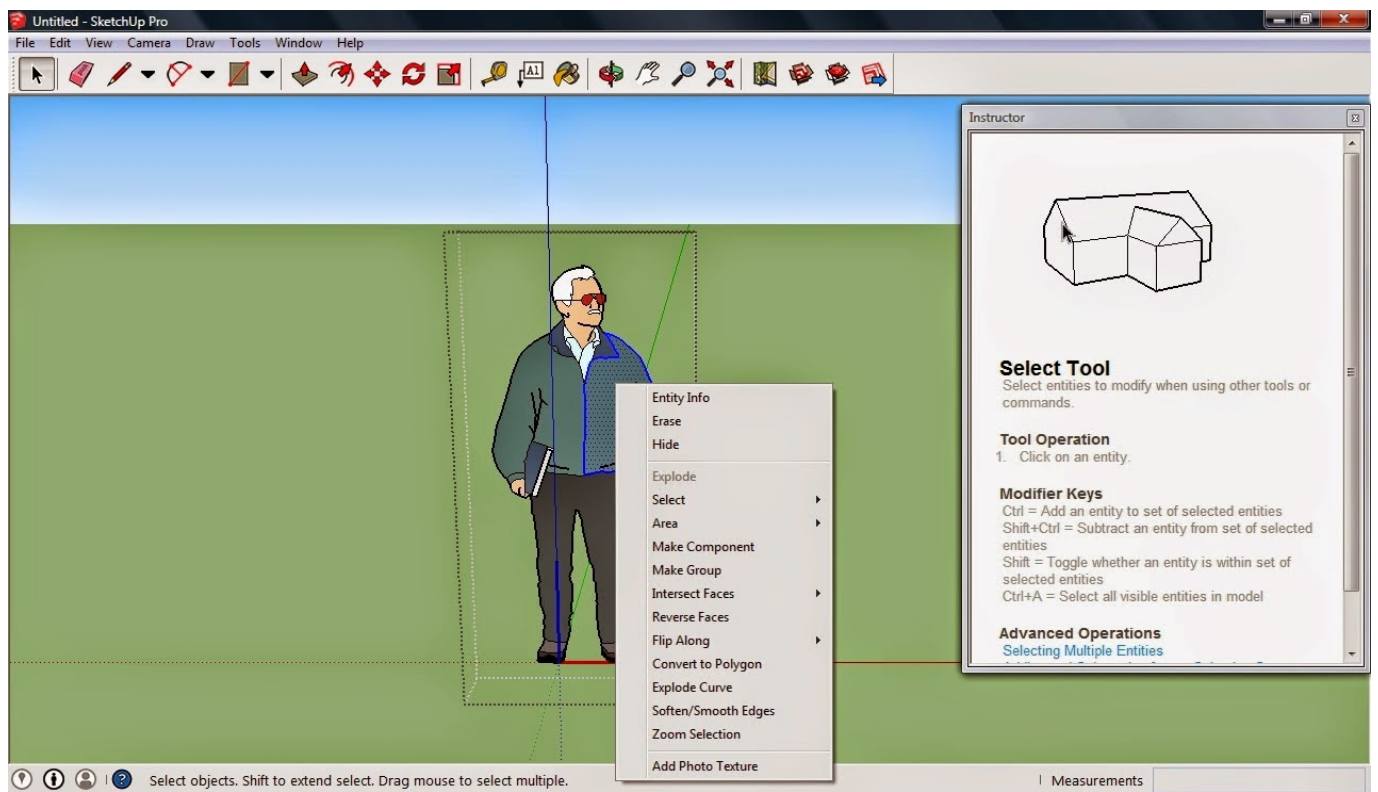 Untitled - SketchUp Pro
File Edit View Camera Draw Tools Window Help
A1
Instructor
Select Tool
Select entities to modify when using other tools or
commands.
Tool Operation
1. Click on an entity.
Modifier Keys
Ctrl = Add an entity to set of selected entities
Shift+Ctrl = Subtract an entity from set of selected
entities
Shift = Toggle whether an entity is within set of
selected entities
Ctrl+A = Select all visible entities in model
Advanced Operations
Selecting Multiple Entities
Entity Info
Erase
Hide
Explode
Select
Area
Make Component
Make Group
Intersect Faces
Reverse Faces
Flip Along
Convert to Polygon
Explode Curve
Soften/Smooth Edges
Zoom Selection
Add Photo Texture
Select objects. Shift to extend select. Drag mouse to select multiple.
Measurements